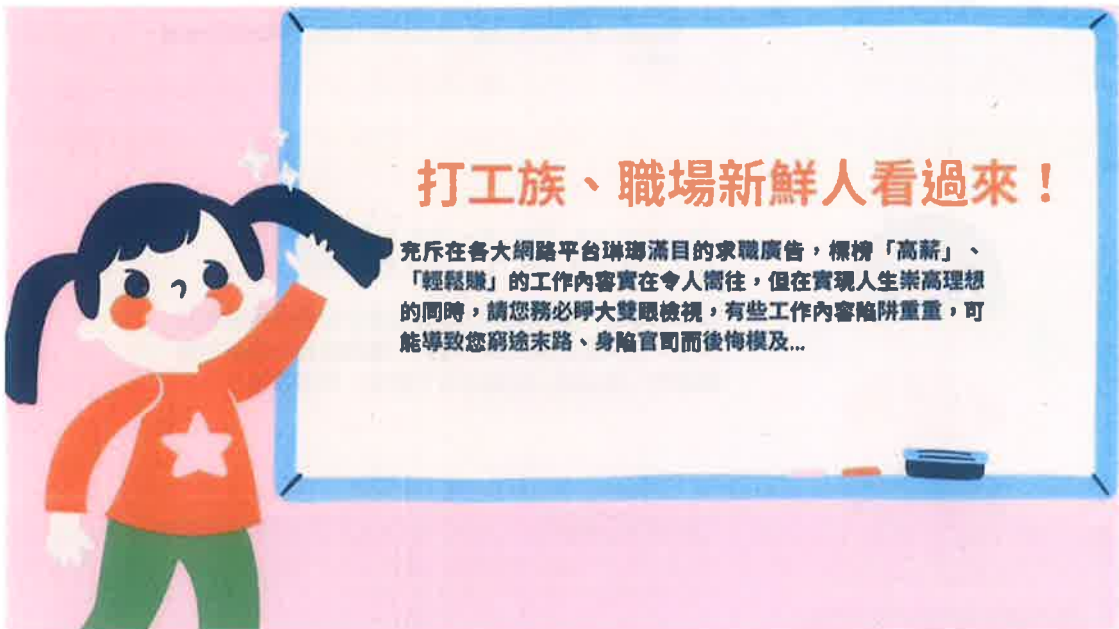 打工族、職場新鮮人看過來！
充斥在各大網路平台琳瑯滿目的求職廣告，標榜「高薪」、
「輕鬆賺」的工作內容實在令人嚮往，但在實現人生崇高理想
的同時，請您務必睜大雙眼檢視，有些工作內容陷阱重重，可
能導致您窮途末路、身陷官司而後悔模及...